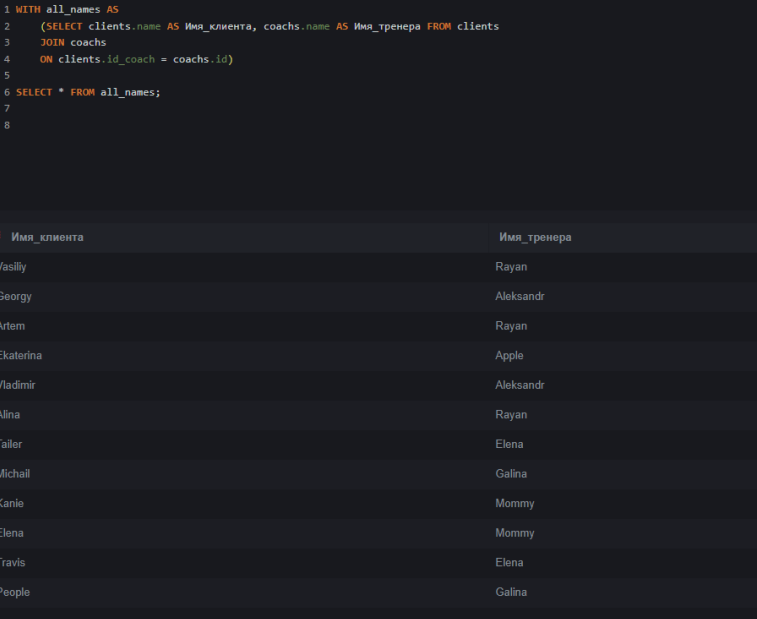 1 WITH all_names AS
2 (SELECT clients.name AS Имя_клиента, coachs.name AS Имя_тренера FROM clients
3 JOIN coachs
4 ON clients.id_coach = coachs.id)
5
6 SELECT * FROM all_names;
7
8
Имя_клиента Имя_тренера
Vasiliy Rayan
Georgy Aleksandr
Artem Rayan
Ekaterina Apple
Vladimir Aleksandr
Alina Rayan
Tailer Elena
Michail Galina
Kanie Mommy
Elena Mommy
Travis Elena
People Galina